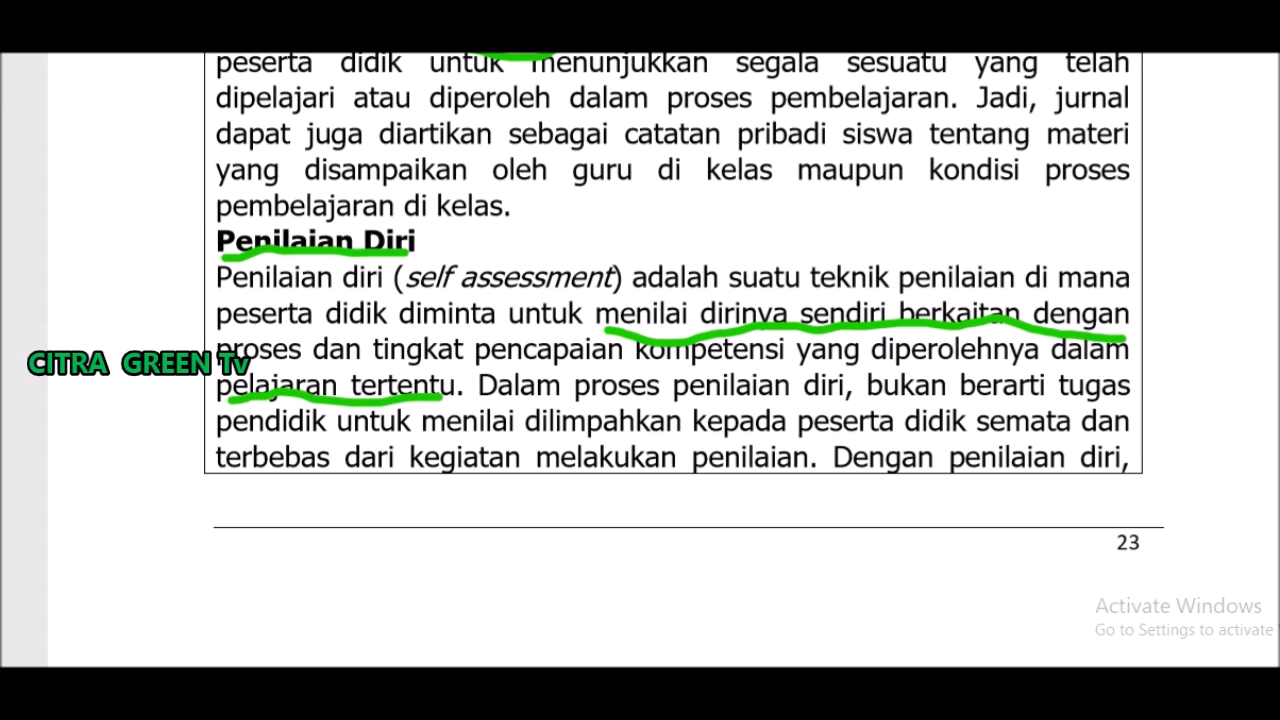 peserta didik untuk menunjukkan segala sesuatu yang telah
dipelajari atau diperoleh dalam proses pembelajaran. Jadi, jurnal
dapat juga diartikan sebagai catatan pribadi siswa tentang materi
yang disampaikan oleh guru di kelas maupun kondisi proses
pembelajaran di kelas.
Penilaian Diri
Penilaian diri (self assessment) adalah suatu teknik penilaian di mana
peserta didik diminta untuk menilai dirinya sendiri berkaitan dengan
proses dan tingkat pencapaian kompetensi yang diperolehnya dalam
CITRA GREEN Tv
pelajaran tertentu. Dalam proses penilaian diri, bukan berarti tugas
pendidik untuk menilai dilimpahkan kepada peserta didik semata dan
terbebas dari kegiatan melakukan penilaian. Dengan penilaian diri,
23
Activate Windows
Go to Settings to activate